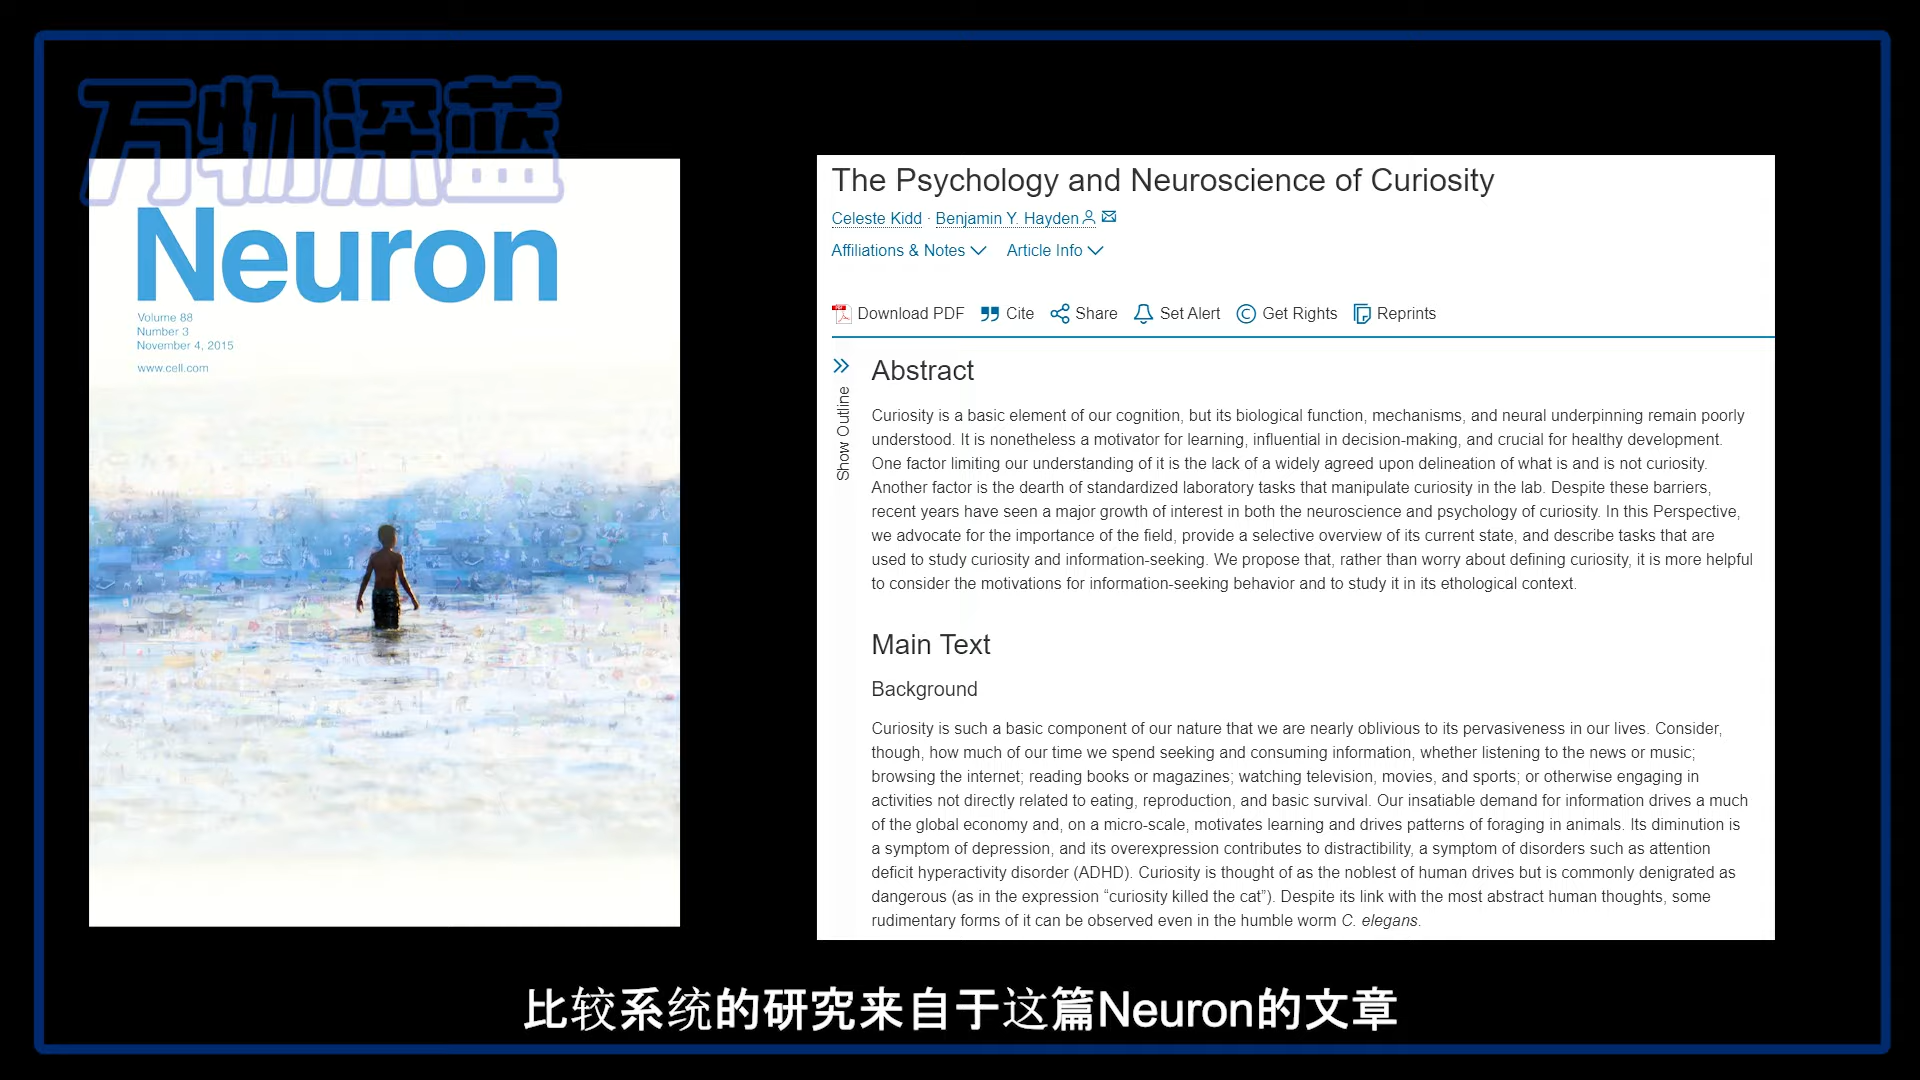 万物深蓝
Neuron
Volume 88
Number 3
November 4, 2015
www.cell.com
The Psychology and Neuroscience of Curiosity
Celeste Kidd · Benjamin Y. Hayden
Affiliations & Notes Article Info
Download PDF Cite Share Set Alert Get Rights Reprints
Show Outline
Abstract
Curiosity is a basic element of our cognition, but its biological function, mechanisms, and neural underpinning remain poorly
understood. It is nonetheless a motivator for learning, influential in decision-making, and crucial for healthy development.
One factor limiting our understanding of it is the lack of a widely agreed upon delineation of what is and is not curiosity.
Another factor is the dearth of standardized laboratory tasks that manipulate curiosity in the lab. Despite these barriers,
recent years have seen a major growth of interest in both the neuroscience and psychology of curiosity. In this Perspective,
we advocate for the importance of the field, provide a selective overview of its current state, and describe tasks that are
used to study curiosity and information-seeking. We propose that, rather than worry about defining curiosity, it is more helpful
to consider the motivations for information-seeking behavior and to study it in its ethological context.
Main Text
Background
Curiosity is such a basic component of our nature that we are nearly oblivious to its pervasiveness in our lives. Consider,
though, how much of our time we spend seeking and consuming information, whether listening to the news or music;
browsing the internet; reading books or magazines; watching television, movies, and sports; or otherwise engaging in
activities not directly related to eating, reproduction, and basic survival. Our insatiable demand for information drives a much
of the global economy and, on a micro-scale, motivates learning and drives patterns of foraging in animals. Its diminution is
a symptom of depression, and its overexpression contributes to distractibility, a symptom of disorders such as attention
deficit hyperactivity disorder (ADHD). Curiosity is thought of as the noblest of human drives but is commonly denigrated as
dangerous (as in the expression “curiosity killed the cat”). Despite its link with the most abstract human thoughts, some
rudimentary forms of it can be observed even in the humble worm C. elegans.
比较系统的研究来自于这篇Neuron的文章